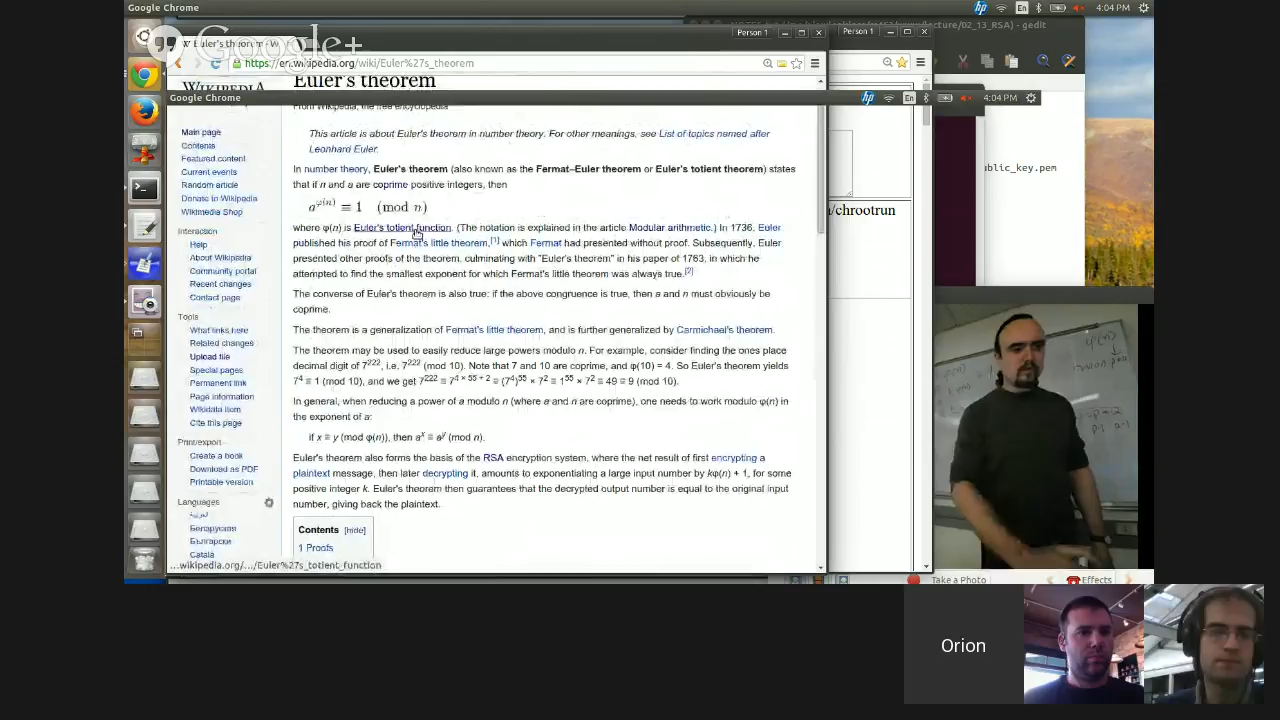 Google Chrome
En
4:04 PM
Google+
Person 1
Person 1
02_13_RSA) - gedit
Euler's theorem - W
https://en.wikipedia.org/wiki/Euler%27s_theorem
WIKIPEDIA
Euler's theorem
Google Chrome
En
4:04 PM
From Wikipedia, the free encyclopedia
Main page
Contents
Featured content
Current events
Random article
Donate to Wikipedia
Wikimedia Shop
Interaction
Help
About Wikipedia
Community portal
Recent changes
Contact page
Tools
What links here
Related changes
Upload file
Special pages
Permanent link
Page information
Wikidata item
Cite this page
Print/export
Create a book
Download as PDF
Printable version
Languages
العربية
Беларуская
Български
Català
This article is about Euler's theorem in number theory. For other meanings, see List of topics named after
Leonhard Euler.
In number theory, Euler's theorem (also known as the Fermat–Euler theorem or Euler's totient theorem) states
that if n and a are coprime positive integers, then
a^φ(n) ≡ 1 (mod n)
where φ(n) is Euler's totient function. (The notation is explained in the article Modular arithmetic.) In 1736, Euler
published his proof of Fermat's little theorem,[1] which Fermat had presented without proof. Subsequently, Euler
presented other proofs of the theorem, culminating with "Euler's theorem" in his paper of 1763, in which he
attempted to find the smallest exponent for which Fermat's little theorem was always true.[2]
The converse of Euler's theorem is also true: if the above congruence is true, then a and n must obviously be
coprime.
The theorem is a generalization of Fermat's little theorem, and is further generalized by Carmichael's theorem.
The theorem may be used to easily reduce large powers modulo n. For example, consider finding the ones place
decimal digit of 7^222, i.e. 7^222 (mod 10). Note that 7 and 10 are coprime, and φ(10) = 4. So Euler's theorem yields
7^4 ≡ 1 (mod 10), and we get 7^222 ≡ 7^4 × 55 + 2 ≡ (7^4)^55 × 7^2 ≡ 1^55 × 7^2 ≡ 49 ≡ 9 (mod 10).
In general, when reducing a power of a modulo n (where a and n are coprime), one needs to work modulo φ(n) in
the exponent of a:
if x ≡ y (mod φ(n)), then a^x ≡ a^y (mod n).
Euler's theorem also forms the basis of the RSA encryption system, where the net result of first encrypting a
plaintext message, then later decrypting it, amounts to exponentiating a large input number by kφ(n) + 1, for some
positive integer k. Euler's theorem then guarantees that the decrypted output number is equal to the original input
number, giving back the plaintext.
Contents [hide]
1 Proofs
...wikipedia.org/.../Euler%27s_totient_function
ublic_key.pem
/chrootrun
Take a Photo
Effects
Orion